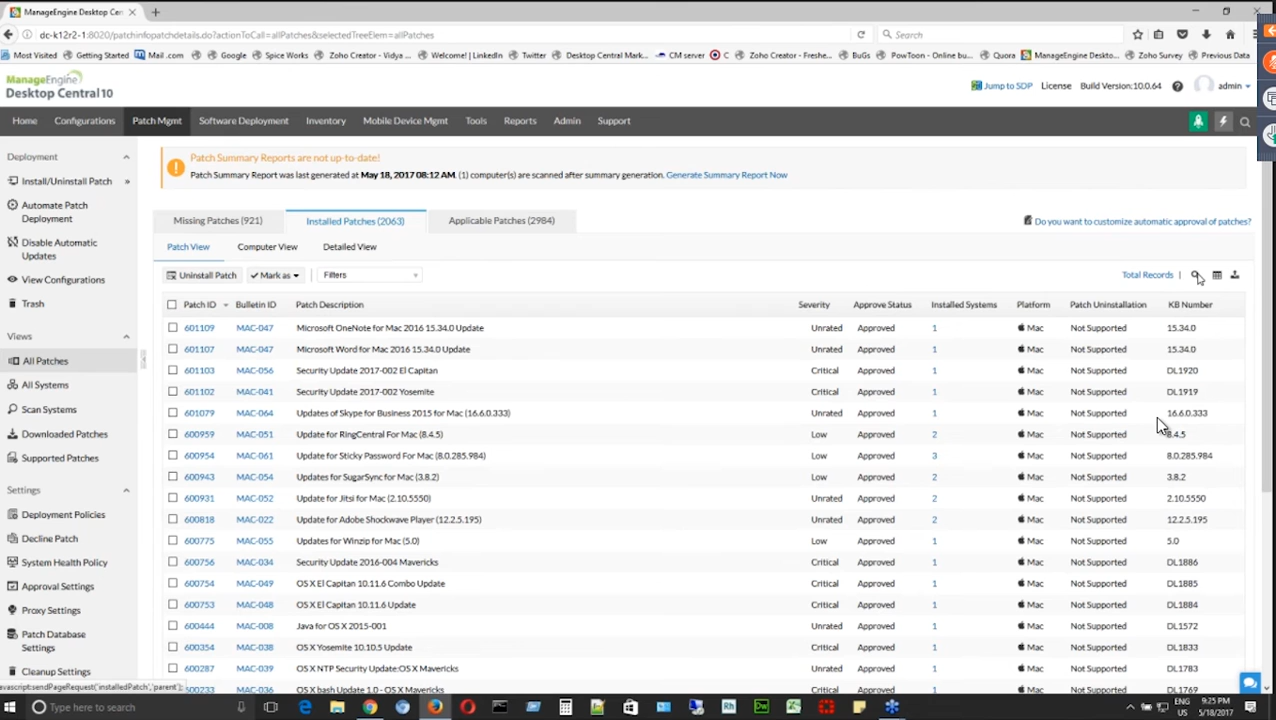 ManageEngine Desktop Cen
dc-k12r2-1:8020/patchinfopatchdetails.do?actionToCall=allPatches&selectedTreeElem=allPatches
Search
Most Visited Getting Started Mail .com Google Spice Works Zoho Creator - Vidya ... Welcome! | LinkedIn Twitter Desktop Central Mark... CM server C Zoho Creator - Freshe... BuGs PowToon - Online bu... Quora ManageEngine Deskto... Zoho Survey Previous Data
ManageEngine
Desktop Central 10
Jump to SDP License Build Version:10.0.64 admin
Home Configurations Patch Mgmt Software Deployment Inventory Mobile Device Mgmt Tools Reports Admin Support
Deployment
Install/Uninstall Patch »
Automate Patch
Deployment
Disable Automatic
Updates
View Configurations
Trash
Views
All Patches
All Systems
Scan Systems
Downloaded Patches
Supported Patches
Settings
Deployment Policies
Decline Patch
System Health Policy
Approval Settings
Proxy Settings
Patch Database
Settings
Cleanup Settings
avascript:sendPageRequest('installedPatch','parent');
Patch Summary Reports are not up-to-date!
Patch Summary Report was last generated at May 18, 2017 08:12 AM. (1) computer(s) are scanned after summary generation. Generate Summary Report Now
Missing Patches (921) Installed Patches (2063) Applicable Patches (2984)
Do you want to customize automatic approval of patches?
Patch View Computer View Detailed View
Uninstall Patch Mark as Filters Total Records
Patch ID Bulletin ID Patch Description Severity Approve Status Installed Systems Platform Patch Uninstallation KB Number
601109 MAC-047 Microsoft OneNote for Mac 2016 15.34.0 Update Unrated Approved 1 Mac Not Supported 15.34.0
601107 MAC-047 Microsoft Word for Mac 2016 15.34.0 Update Unrated Approved 1 Mac Not Supported 15.34.0
601103 MAC-056 Security Update 2017-002 El Capitan Critical Approved 1 Mac Not Supported DL1920
601102 MAC-041 Security Update 2017-002 Yosemite Critical Approved 1 Mac Not Supported DL1919
601079 MAC-064 Updates of Skype for Business 2015 for Mac (16.6.0.333) Unrated Approved 1 Mac Not Supported 16.6.0.333
600959 MAC-051 Update for RingCentral For Mac (8.4.5) Low Approved 2 Mac Not Supported 8.4.5
600954 MAC-061 Update for Sticky Password For Mac (8.0.285.984) Low Approved 3 Mac Not Supported 8.0.285.984
600943 MAC-054 Updates for SugarSync for Mac (3.8.2) Low Approved 2 Mac Not Supported 3.8.2
600931 MAC-052 Update for Jitsi for Mac (2.10.5550) Unrated Approved 2 Mac Not Supported 2.10.5550
600818 MAC-022 Update for Adobe Shockwave Player (12.2.5.195) Unrated Approved 2 Mac Not Supported 12.2.5.195
600775 MAC-055 Updates for Winzip for Mac (5.0) Low Approved 1 Mac Not Supported 5.0
600756 MAC-034 Security Update 2016-004 Mavericks Critical Approved 1 Mac Not Supported DL1886
600754 MAC-049 OS X El Capitan 10.11.6 Combo Update Critical Approved 1 Mac Not Supported DL1885
600753 MAC-048 OS X El Capitan 10.11.6 Update Critical Approved 1 Mac Not Supported DL1884
600444 MAC-008 Java for OS X 2015-001 Unrated Approved 1 Mac Not Supported DL1572
600354 MAC-038 OS X Yosemite 10.10.5 Update Critical Approved 1 Mac Not Supported DL1833
600287 MAC-039 OS X NTP Security Update:OS X Mavericks Unrated Approved 1 Mac Not Supported DL1783
600233 MAC-036 OS X bash Update 1.0 - OS X Mavericks Unrated Approved 1 Mac Not Supported DL1769
Type here to search
ENG
US
9:25 PM
5/18/2017